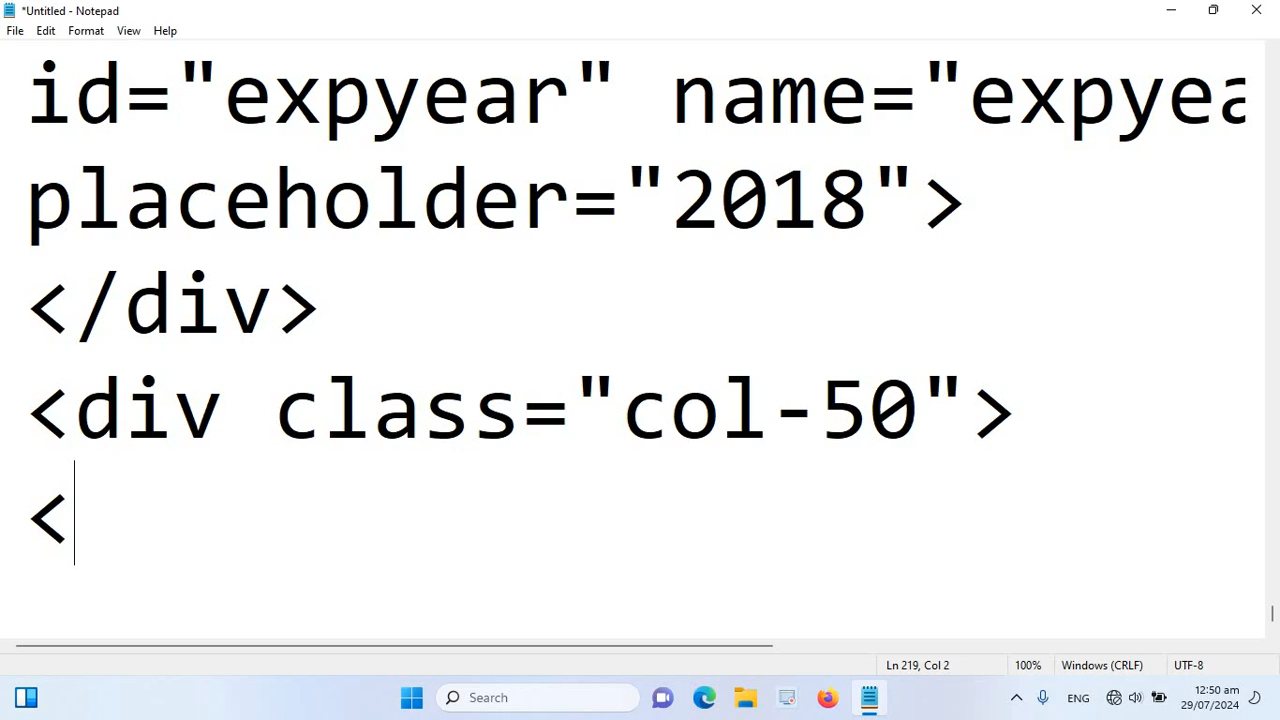 *Untitled - Notepad
File Edit Format View Help
id="expyear" name="expyea
placeholder="2018">
</div>
<div class="col-50">
<
Ln 219, Col 2 100% Windows (CRLF) UTF-8
Search ENG 12:50 am
29/07/2024